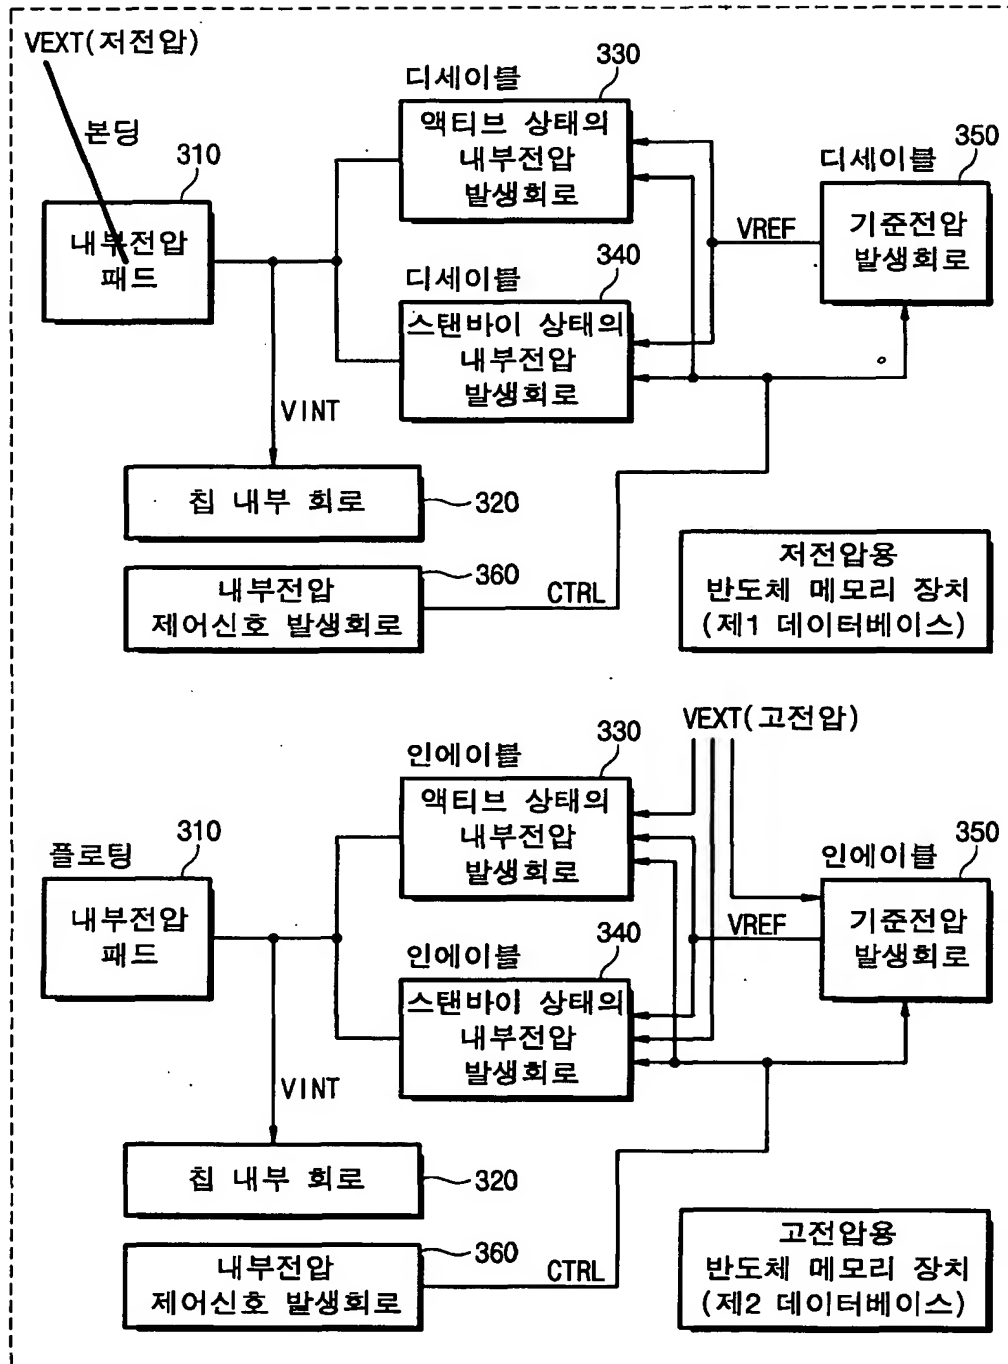 VEXT(저전압)
본딩
310
내부전압
패드
디세이블
330
액티브 상태의
내부전압
발생회로
디세이블
340
스탠바이 상태의
내부전압
발생회로
VREF
디세이블
350
기준전압
발생회로
VINT
칩 내부 회로
320
내부전압
제어신호 발생회로
360
CTRL
저전압용
반도체 메모리 장치
(제1 데이터베이스)
VEXT(고전압)
플로팅
310
내부전압
패드
인에이블
330
액티브 상태의
내부전압
발생회로
인에이블
340
스탠바이 상태의
내부전압
발생회로
VREF
인에이블
350
기준전압
발생회로
VINT
칩 내부 회로
320
내부전압
제어신호 발생회로
360
CTRL
고전압용
반도체 메모리 장치
(제2 데이터베이스)